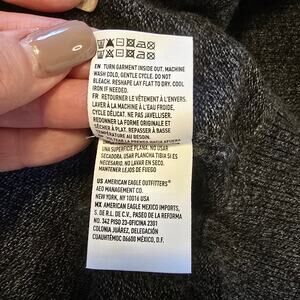 EN TURN GARMENT INSIDE OUT. MACHINE
WASH COLD, GENTLE CYCLE. DO NOT
BLEACH. RESHAPE LAY FLAT TO DRY. COOL
IRON IF NEEDED.
FR RETOURNER LE VÊTEMENT À L'ENVERS.
LAVER À LA MACHINE À L'EAU FROIDE,
CYCLE DÉLICAT. NE PAS JAVELLISER.
REDONNER LA FORME ORIGINALE ET
SÉCHER À PLAT. REPASSER À BASSE
TEMPÉRATURE AU BESOIN.
LA PRENDA HACIA AFUERA
UNA SUPERFICIE PLANA. NO USAR
SECADORA. USAR PLANCHA TIBIA SI ES
NECESARIO. NO LAVAR EN SECO.
MANTENER LEJOS DE FUEGO
US AMERICAN EAGLE OUTFITTERS®
AEO MANAGEMENT CO.
NEW YORK, NY 10016 USA
MX AMERICAN EAGLE MEXICO IMPORTS,
S. DE R.L. DE C.V., PASEO DE LA REFORMA
NO. 342 PISO 23-OFICINA 2301
COLONIA JUÁREZ, DELEGACIÓN
CUAUHTÉMOC 06600 MÉXICO, D.F.